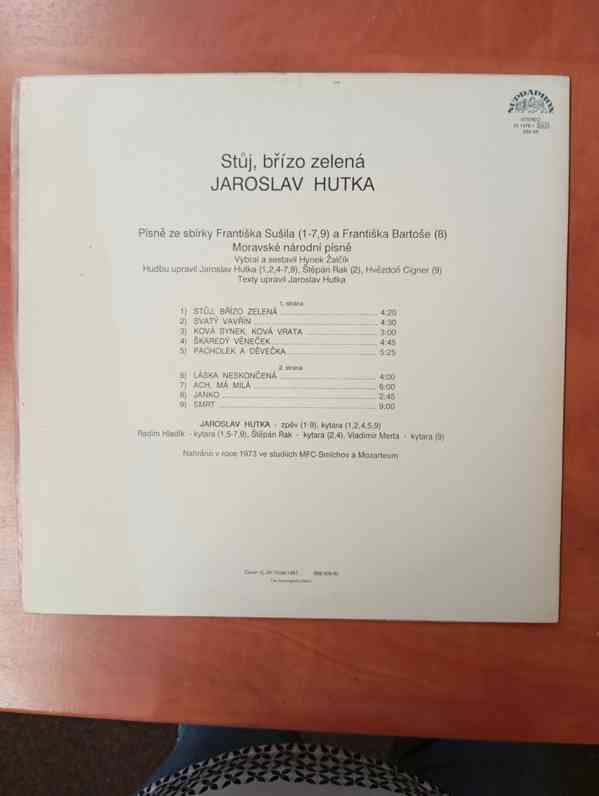 SUPRAPHON
STEREO
Stůj, břízo zelená
JAROSLAV HUTKA
Písně ze sbírky Františka Sušila (1-7,9) a Františka Bartoše (8)
Moravské národní písně
Vybral a sestavil Hynek Žalčík
Hudbu upravil Jaroslav Hutka (1,2,4-7,9), Štěpán Rak (2), Hvězdoň Cígner (9)
Texty upravil Jaroslav Hutka
1. strana
1) STŮJ, BŘÍZO ZELENÁ 4:20
2) SVATÝ VAVŘÍN 4:30
3) KOVÁ SYNEK, KOVÁ VRATA 3:00
4) ŠKAREDÝ VĚNEČEK 4:45
5) PACHOLEK A DĚVEČKA 5:25
2. strana
6) LÁSKA NESKONČENÁ 4:00
7) ACH, MÁ MILÁ 6:00
8) JANKO 2:45
9) SMRT 9:00
JAROSLAV HUTKA - zpěv (1-9), kytara (1,2,4,5,9)
Radim Hladík - kytara (1,5-7,9), Štěpán Rak - kytara (2,4), Vladimír Merta - kytara (9)
Nahráno v roce 1973 ve studiích MFC-Smíchov a Mozarteum